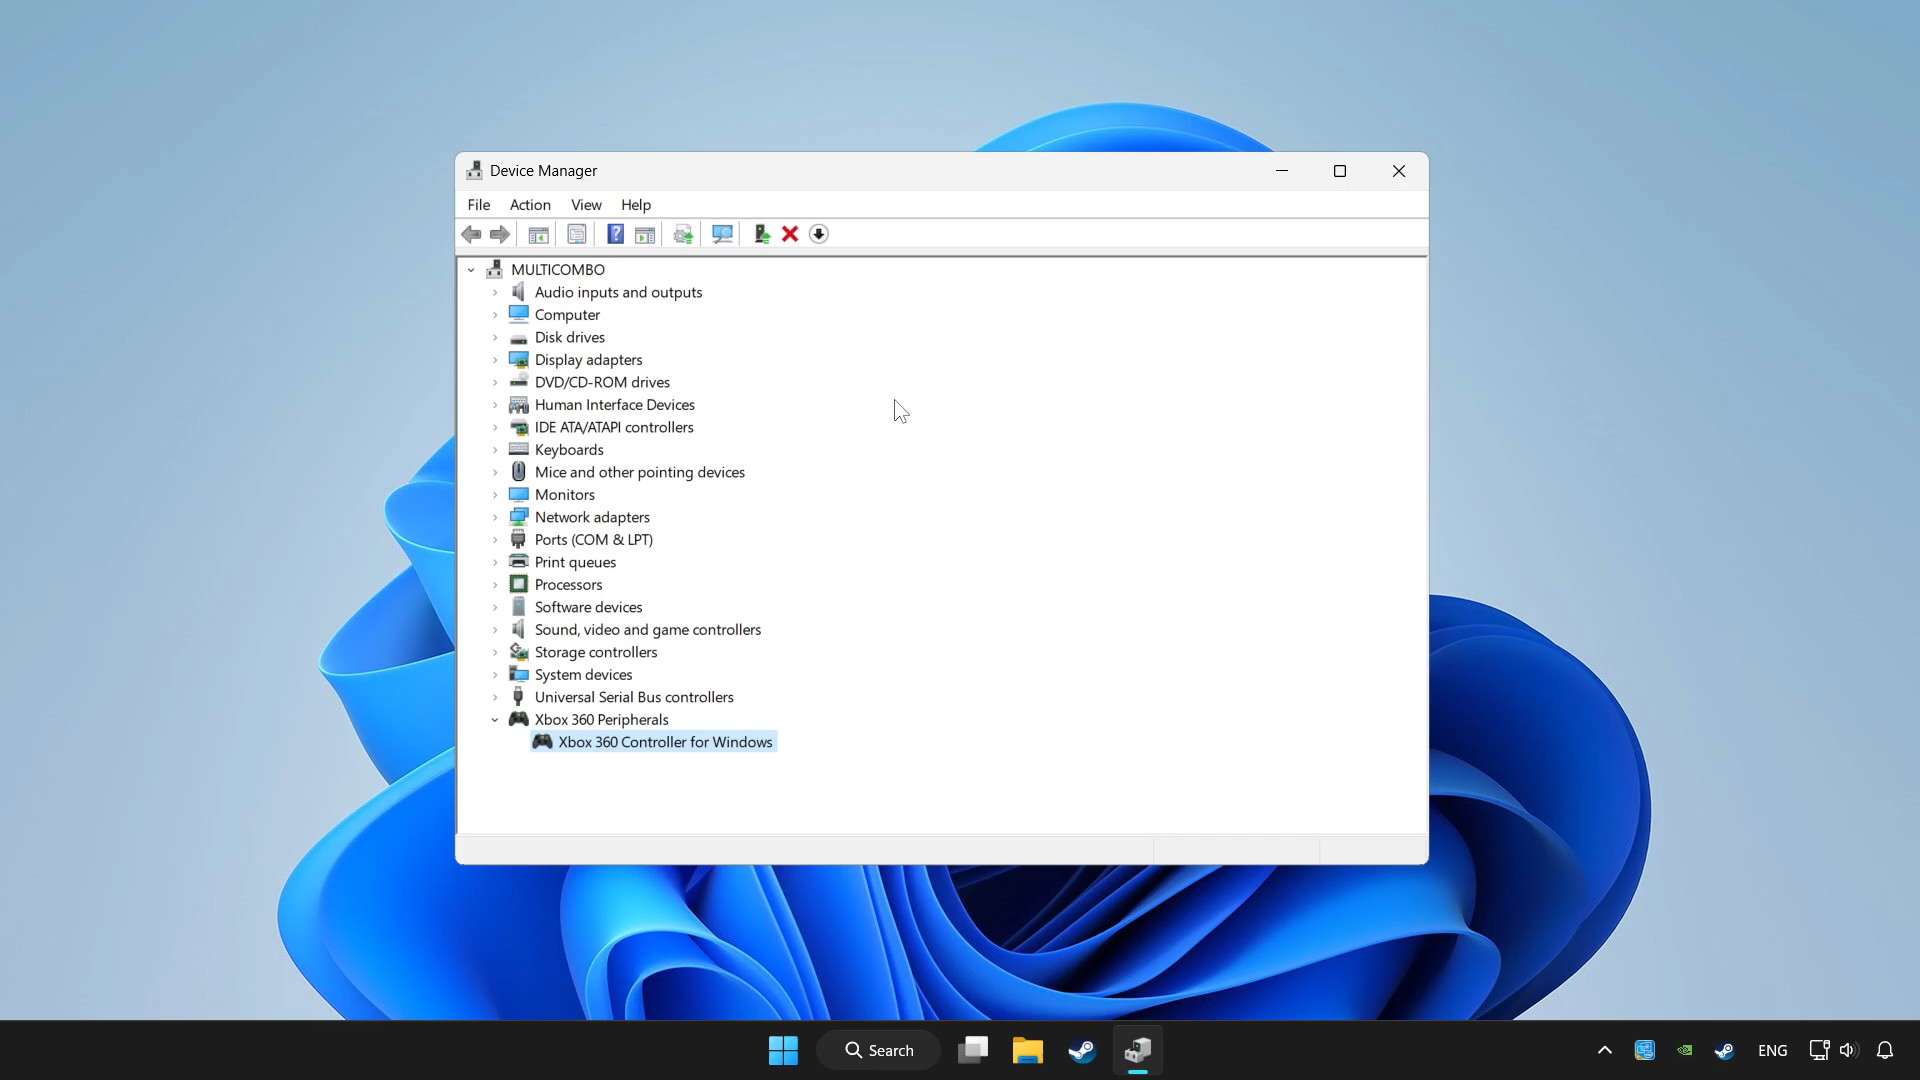 Device Manager
File Action View Help
MULTICOMBO
Audio inputs and outputs
Computer
Disk drives
Display adapters
DVD/CD-ROM drives
Human Interface Devices
IDE ATA/ATAPI controllers
Keyboards
Mice and other pointing devices
Monitors
Network adapters
Ports (COM & LPT)
Print queues
Processors
Software devices
Sound, video and game controllers
Storage controllers
System devices
Universal Serial Bus controllers
Xbox 360 Peripherals
Xbox 360 Controller for Windows
Search
ENG